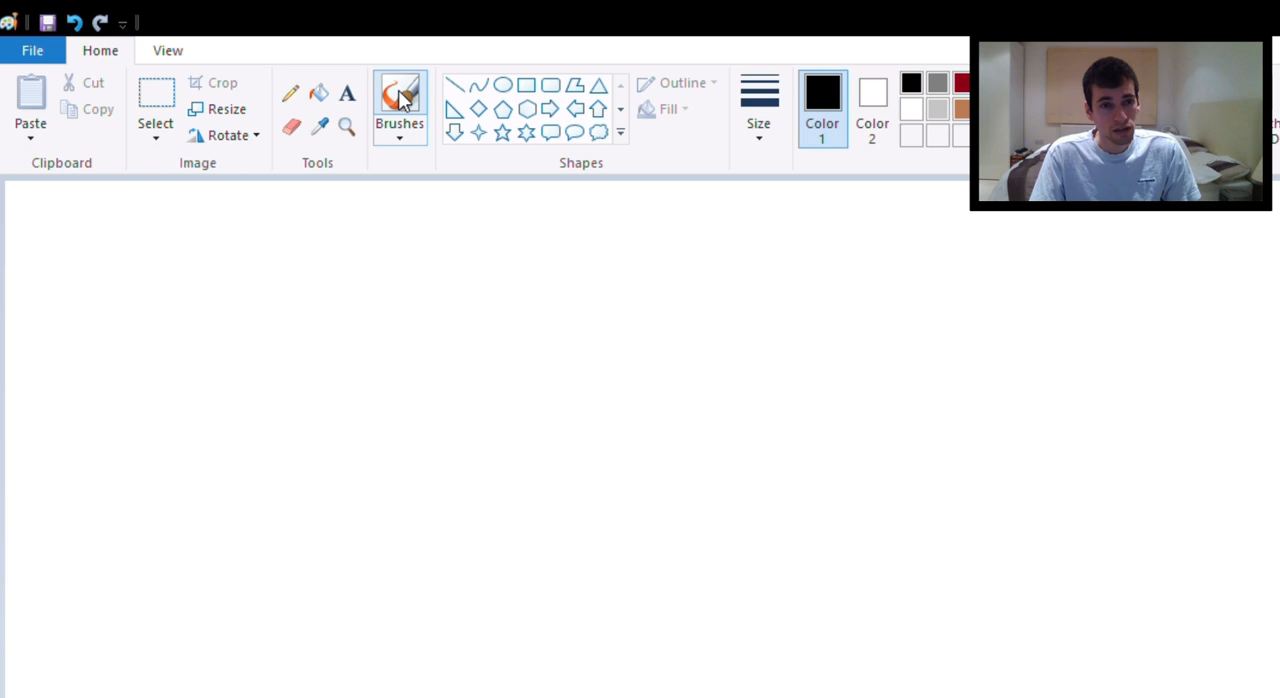 File Home View
Paste
Cut
Copy
Clipboard
Select
Crop
Resize
Rotate
Image
A
Tools
Brushes
Outline
Fill
Shapes
Size
Color
1
Color
2